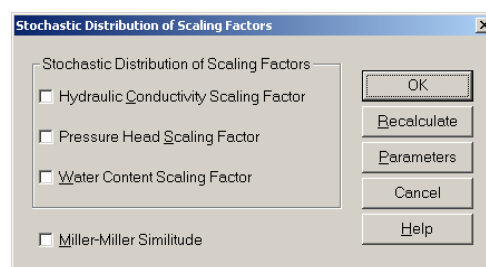 Stochastic Distribution of Scaling Factors
Stochastic Distribution of Scaling Factors
Hydraulic Conductivity Scaling Factor
Pressure Head Scaling Factor
Water Content Scaling Factor
Miller-Miller Similitude
OK
Recalculate
Parameters
Cancel
Help